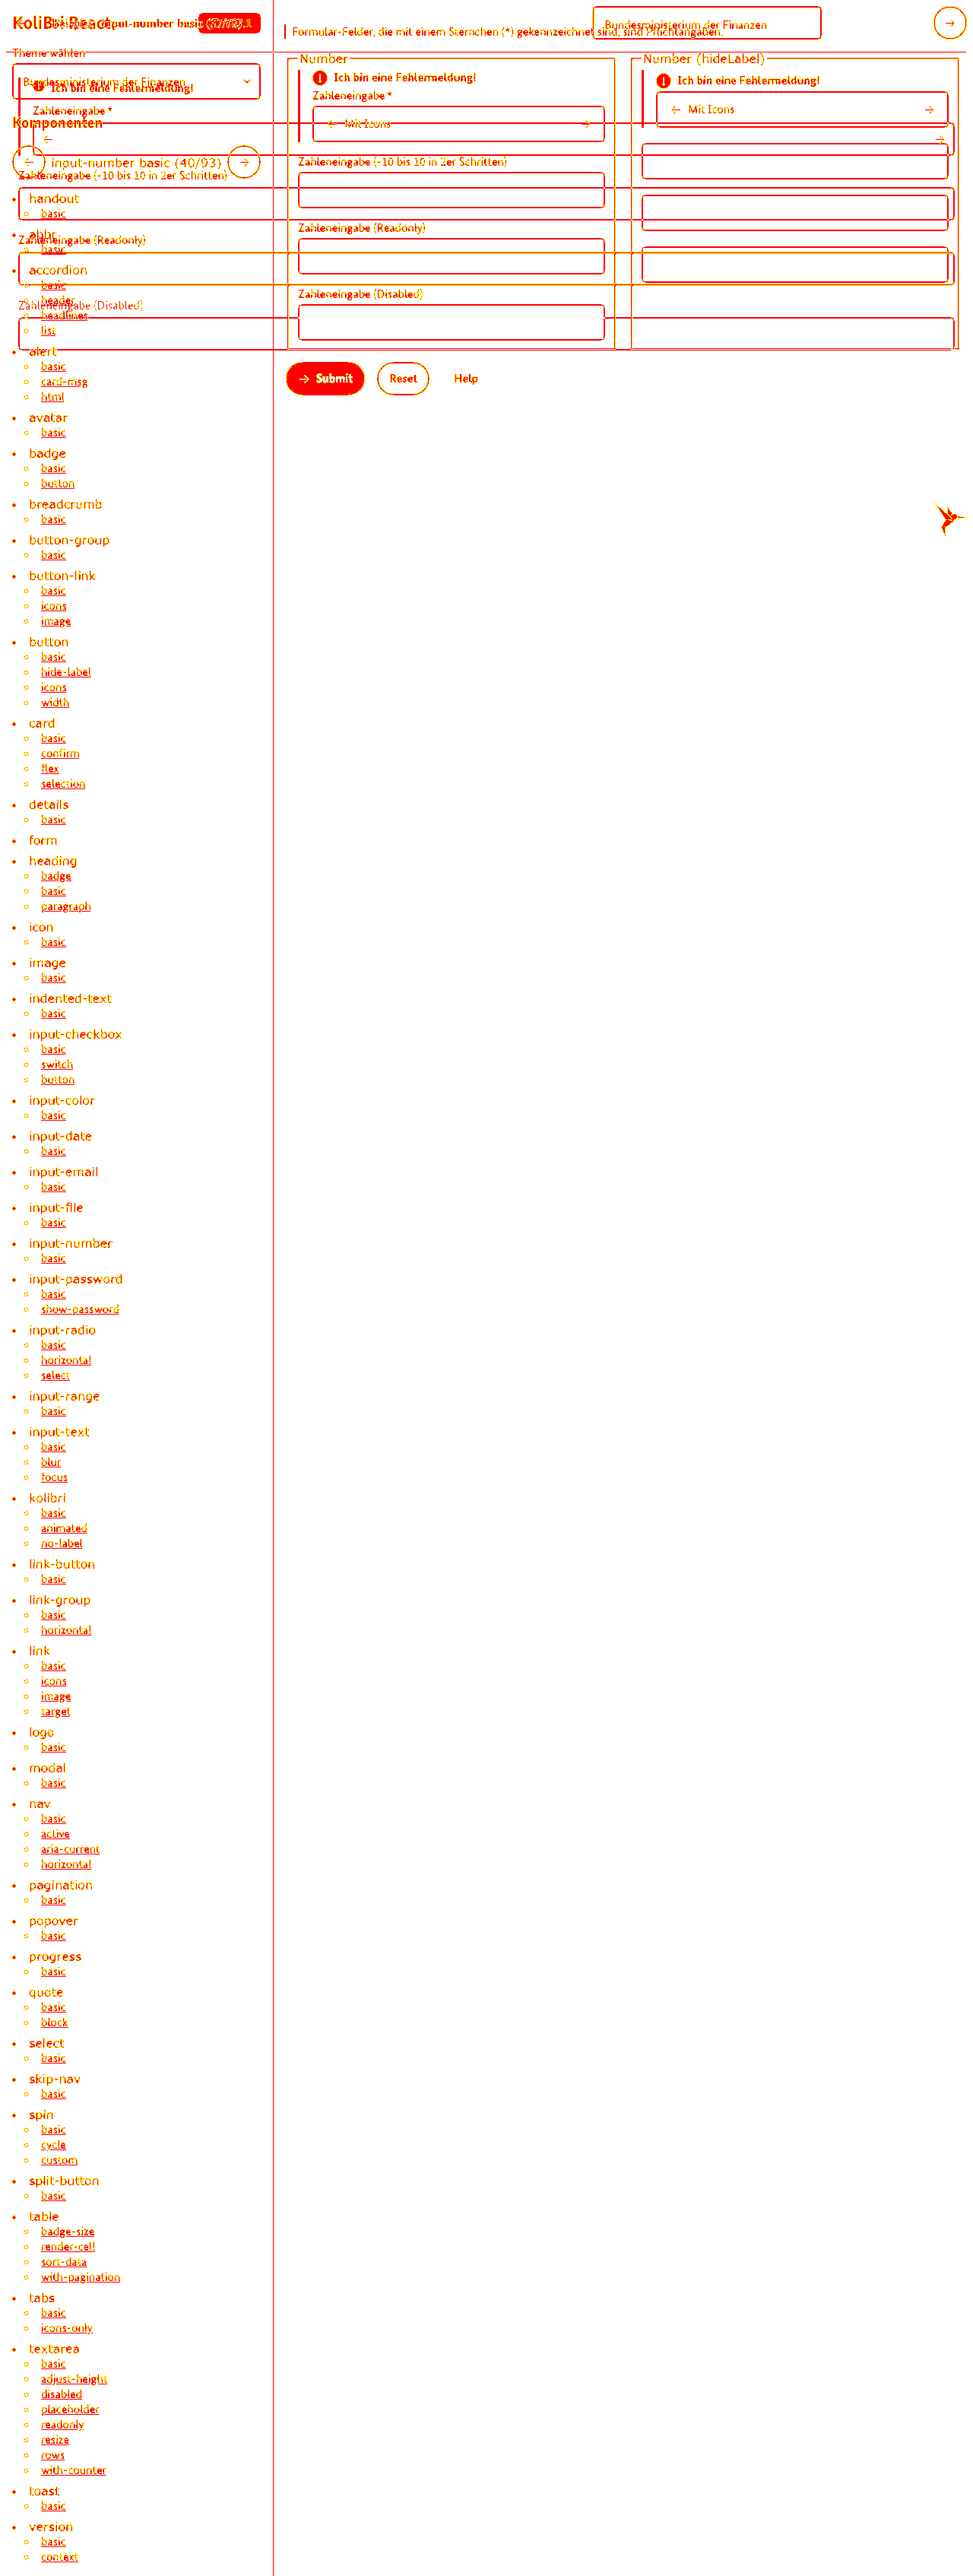 KoliBri React
input-number basic
Bundesministerium der Finanzen
Formular-Felder, die mit einem Sternchen (*) gekennzeichnet sind, sind Pflichtangaben.
Theme wählen
Bundesministerium der Finanzen
Ich bin eine Fehlermeldung!
Zahleneingabe *
Komponenten
input-number basic (40/93)
Zahleneingabe (-10 bis 10 in 2er Schritten)
Zahleneingabe (Readonly)
Zahleneingabe (Disabled)
Number
Ich bin eine Fehlermeldung!
Zahleneingabe *
Mit Icons
Zahleneingabe (-10 bis 10 in 2er Schritten)
Zahleneingabe (Readonly)
Zahleneingabe (Disabled)
Number (hideLabel)
Ich bin eine Fehlermeldung!
Mit Icons
Submit
Reset
Help
handout
basic
abbr
basic
accordion
basic
header
headlines
list
alert
basic
card-msg
html
avatar
basic
badge
basic
button
breadcrumb
basic
button-group
basic
button-link
basic
icons
image
button
basic
hide-label
icons
width
card
basic
confirm
flex
selection
details
basic
form
heading
badge
basic
paragraph
icon
basic
image
basic
indented-text
basic
input-checkbox
basic
switch
button
input-color
basic
input-date
basic
input-email
basic
input-file
basic
input-number
basic
input-password
basic
show-password
input-radio
basic
horizontal
select
input-range
basic
input-text
basic
blur
focus
kolibri
basic
animated
no-label
link-button
basic
link-group
basic
horizontal
link
basic
icons
image
target
logo
basic
modal
basic
nav
basic
active
aria-current
horizontal
pagination
basic
popover
basic
progress
basic
quote
basic
block
select
basic
skip-nav
basic
spin
basic
cycle
custom
split-button
basic
table
badge-size
render-cell
sort-data
with-pagination
tabs
basic
icons-only
textarea
basic
adjust-height
disabled
placeholder
readonly
resize
rows
with-counter
toast
basic
version
basic
context